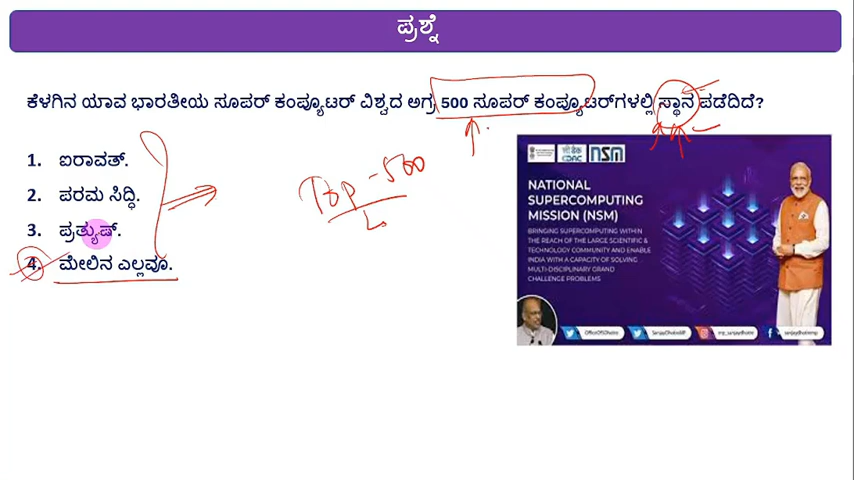 ಪ್ರಶ್ನೆ
ಕೆಳಗಿನ ಯಾವ ಭಾರತೀಯ ಸೂಪರ್ ಕಂಪ್ಯೂಟರ್ ವಿಶ್ವದ ಅಗ್ರ 500 ಸೂಪರ್ ಕಂಪ್ಯೂಟರ್‌ಗಳಲ್ಲಿ ಸ್ಥಾನ ಪಡೆದಿದೆ?
1. ಐರಾವತ್.
2. ಪರಮ ಸಿದ್ಧಿ.
3. ಪ್ರತ್ಯುಷ್.
4. ಮೇಲಿನ ಎಲ್ಲವೂ.
Top-500
NSM
NATIONAL
SUPERCOMPUTING
MISSION (NSM)
BRINGING SUPERCOMPUTING WITHIN
THE REACH OF THE LARGE SCIENTIFIC &
TECHNOLOGY COMMUNITY AND ENABLE
INDIA WITH A CAPACITY OF SOLVING
MULTI-DISCIPLINARY GRAND
CHALLENGE PROBLEMS